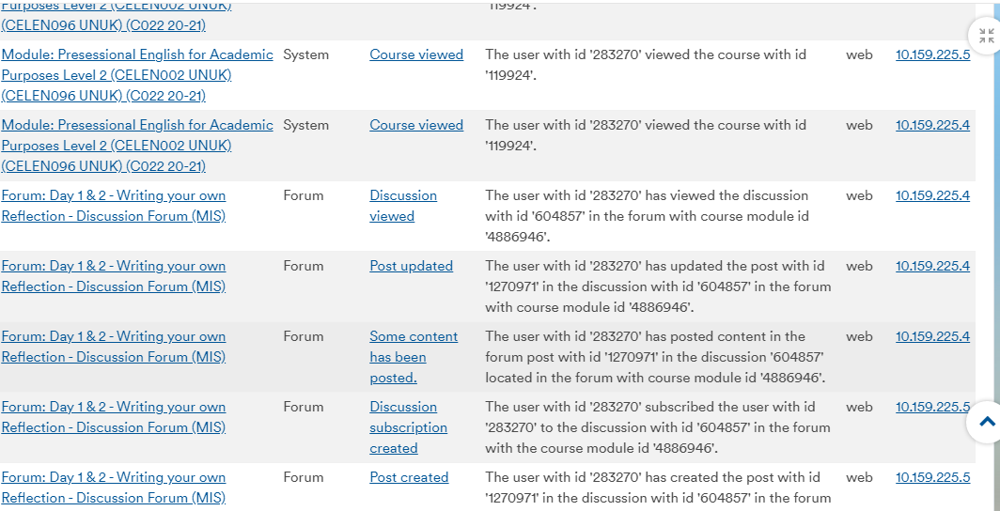 Purposes Level 2 (CELEN002 UNUK)
'119924'.
(CELEN096 UNUK) (C022 20-21)
Module: Presessional English for Academic System Course viewed The user with id '283270' viewed the course with id web 10.159.225.5
Purposes Level 2 (CELEN002 UNUK) '119924'.
(CELEN096 UNUK) (C022 20-21)
Module: Presessional English for Academic System Course viewed The user with id '283270' viewed the course with id web 10.159.225.4
Purposes Level 2 (CELEN002 UNUK) '119924'.
(CELEN096 UNUK) (C022 20-21)
Forum: Day 1 & 2 - Writing your own Forum Discussion The user with id '283270' has viewed the discussion web 10.159.225.4
Reflection - Discussion Forum (MIS) viewed with id '604857' in the forum with course module id
'4886946'.
Forum: Day 1 & 2 - Writing your own Forum Post updated The user with id '283270' has updated the post with id web 10.159.225.4
Reflection - Discussion Forum (MIS) '1270971' in the discussion with id '604857' in the forum
with course module id '4886946'.
Forum: Day 1 & 2 - Writing your own Forum Some content The user with id '283270' has posted content in the web 10.159.225.4
Reflection - Discussion Forum (MIS) has been forum post with id '1270971' in the discussion '604857'
posted. located in the forum with course module id '4886946'.
Forum: Day 1 & 2 - Writing your own Forum Discussion The user with id '283270' subscribed the user with id web 10.159.225.5
Reflection - Discussion Forum (MIS) subscription '283270' to the discussion with id '604857' in the forum
created with the course module id '4886946'.
Forum: Day 1 & 2 - Writing your own Forum Post created The user with id '283270' has created the post with id web 10.159.225.5
Reflection - Discussion Forum (MIS) '1270971' in the discussion with id '604857' in the forum